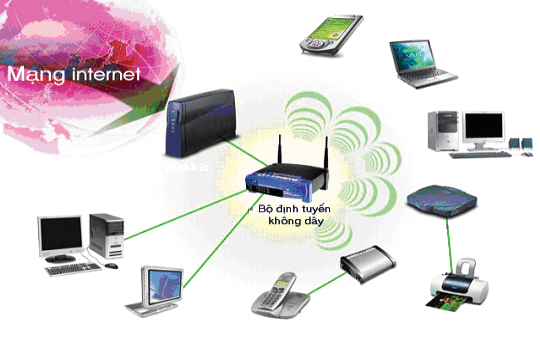 Mạng internet
Bộ định tuyến
không dây